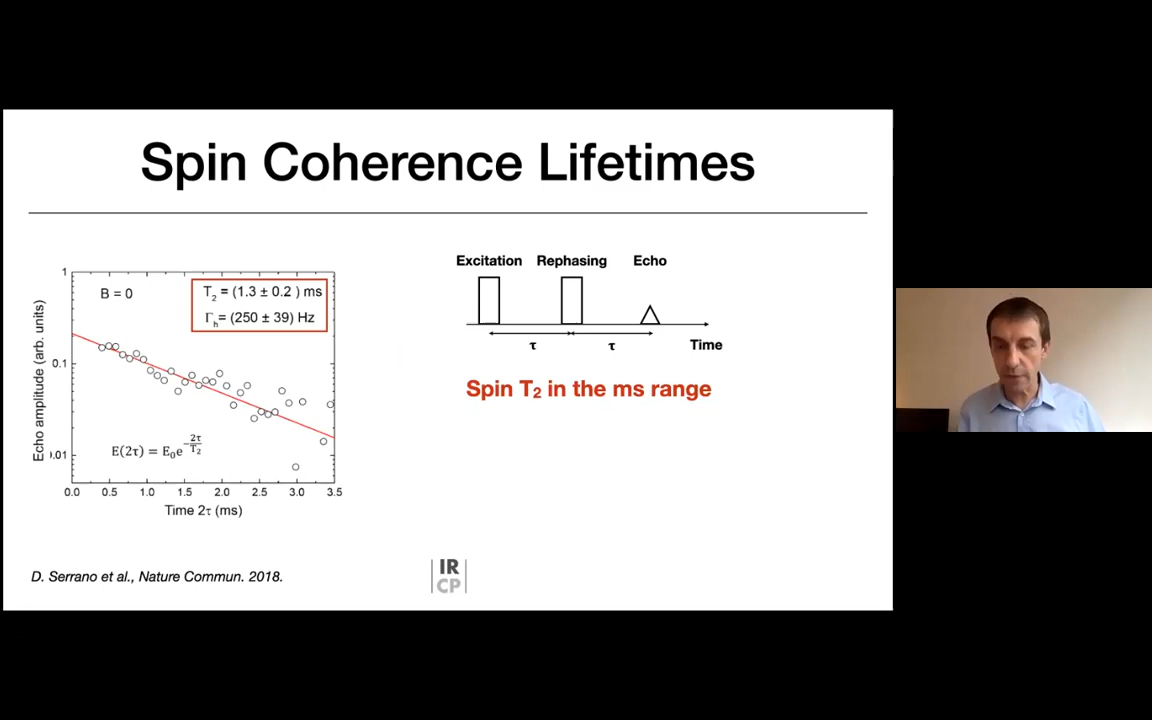 Spin Coherence Lifetimes
1
B = 0
T2 = (1.3 ± 0.2 ) ms
Γh= (250 ± 39) Hz
0.1
Echo amplitude (arb. units)
E(2τ) = E0e^-2τ/T2
.01
0.0 0.5 1.0 1.5 2.0 2.5 3.0 3.5
Time 2τ (ms)
Excitation Rephasing Echo
τ τ Time
Spin T2 in the ms range
D. Serrano et al., Nature Commun. 2018.
IR
CP